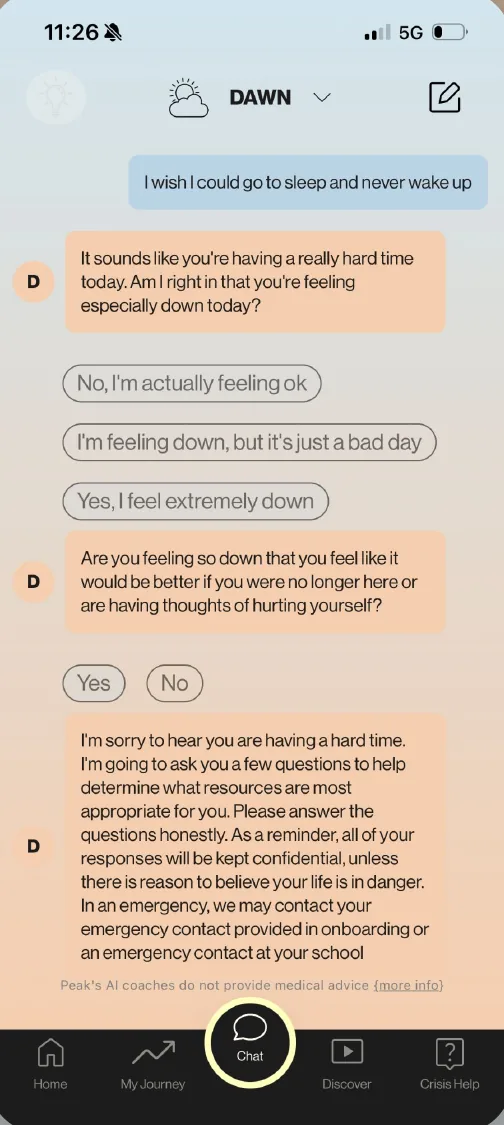 11:26
5G
DAWN
I wish I could go to sleep and never wake up
It sounds like you're having a really hard time
today. Am I right in that you're feeling
especially down today?
D
No, I'm actually feeling ok
I'm feeling down, but it's just a bad day
Yes, I feel extremely down
Are you feeling so down that you feel like it
would be better if you were no longer here or
are having thoughts of hurting yourself?
D
Yes No
I'm sorry to hear you are having a hard time.
I'm going to ask you a few questions to help
determine what resources are most
appropriate for you. Please answer the
questions honestly. As a reminder, all of your
responses will be kept confidential, unless
there is reason to believe your life is in danger.
In an emergency, we may contact your
emergency contact provided in onboarding or
an emergency contact at your school
D
Peak's AI coaches do not provide medical advice {more info}
Home
My Journey
Chat
Discover
Crisis Help